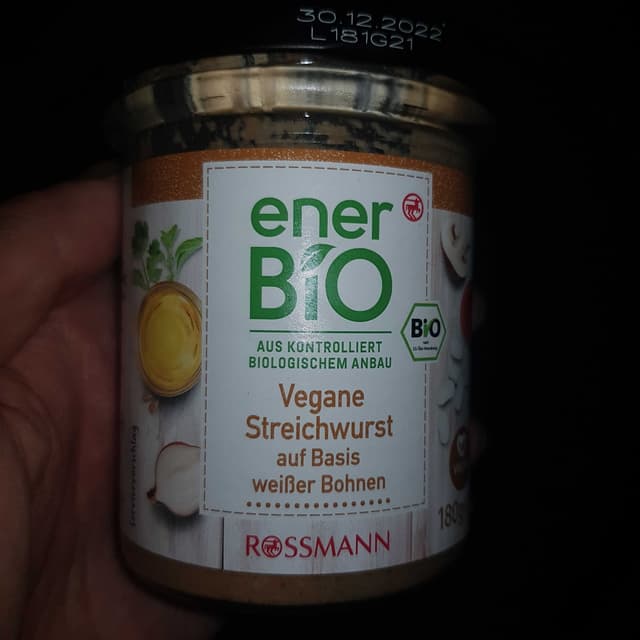 30.12.2022
L181G21
ener
BiO
AUS KONTROLLIERT
BIOLOGISCHEM ANBAU
Bio
Vegane
Streichwurst
auf Basis
weißer Bohnen
180g
ROSSMANN
Serviervorschlag